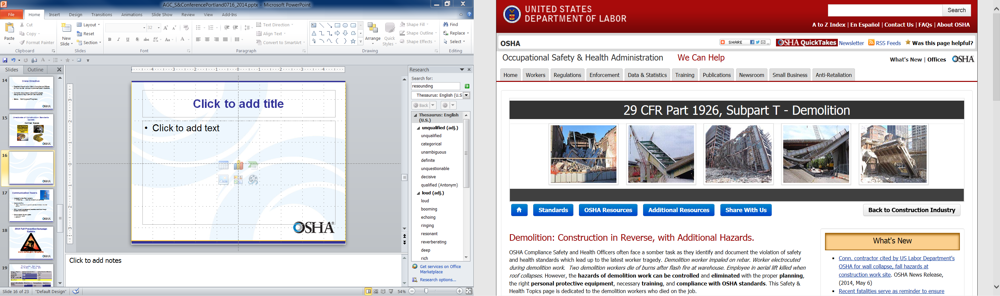 AGC_S&ConferencePortland0716_2014.pptx - Microsoft PowerPoint
File Home Insert Design Transitions Animations Slide Show Review View Add-Ins
Paste
Cut
Copy
Format Painter
Clipboard
New
Slide
Layout
Reset
Section
Slides
32
Font
Text Direction
Align Text
Convert to SmartArt
Paragraph
Arrange
Quick
Styles
Shape Fill
Shape Outline
Shape Effects
Drawing
Find
Replace
Select
Editing
Slides Outline
14
Crane Directive
OSHA
15
Directorate of Construction Standards
Update
Confined Spaces
CAUTION
OSHA
16
OSHA
17
Communication Towers
OSHA
18
2014 Fall Prevention Campaign
Update
www.osha.gov/stopfalls
OSHA
19
Click to add title
• Click to add text
OSHA®
Click to add notes
Research
Search for:
resounding
Thesaurus: English (U.S
Back
Thesaurus: English
(U.S.)
unqualified (adj.)
unqualified
categorical
unambiguous
definite
unquestionable
decisive
qualified (Antonym)
loud (adj.)
loud
booming
echoing
ringing
resonant
reverberating
deep
rich
Get services on Office
Marketplace
Research options...
Slide 16 of 23 "Default Design" 54%
UNITED STATES
DEPARTMENT OF LABOR
Search
A to Z Index | En Español | Contact Us | FAQs | About OSHA
OSHA
SHARE
OSHA QuickTakes Newsletter RSS Feeds Was this page helpful?
Occupational Safety & Health Administration We Can Help
What's New | Offices OSHA
Home Workers Regulations Enforcement Data & Statistics Training Publications Newsroom Small Business Anti-Retaliation
29 CFR Part 1926, Subpart T - Demolition
Standards OSHA Resources Additional Resources Share With Us Back to Construction Industry
Demolition: Construction in Reverse, with Additional Hazards.
OSHA Compliance Safety and Health Officers often face a somber task as they identify and document the violation of safety
and health standards which lead up to the latest worker tragedy. Demolition worker impaled on rebar. Worker electrocuted
during demolition work. Two demolition workers die of burns after flash fire at warehouse. Employee in aerial lift killed when
roof collapses. However, the hazards of demolition work can be controlled and eliminated with the proper planning,
the right personal protective equipment, necessary training, and compliance with OSHA standards. This Safety &
Health Topics page is dedicated to the demolition workers who died on the job.
What's New
Conn. contractor cited by US Labor Department's
OSHA for wall collapse, fall hazards at
construction work site. OSHA News Release,
(2014, May 6)
Recent fatalities serve as reminder to ensure